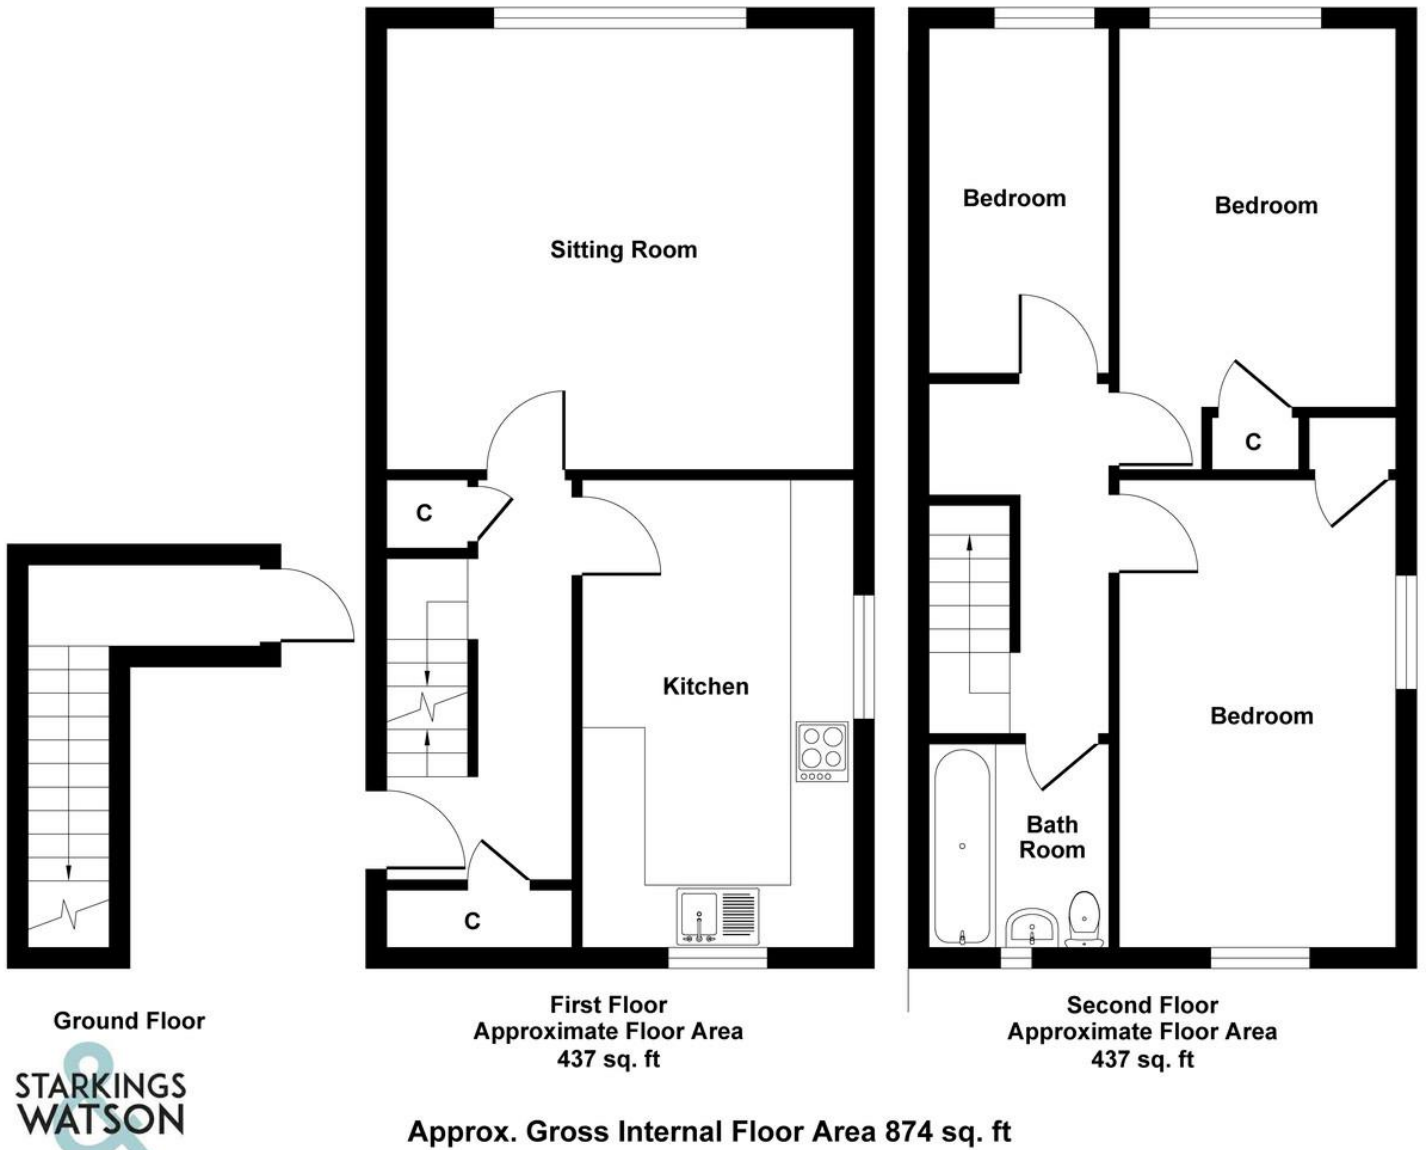 Sitting Room
C
Kitchen
C
Bedroom
Bedroom
C
Bedroom
Bath
Room
Ground Floor
First Floor
Approximate Floor Area
437 sq. ft
Second Floor
Approximate Floor Area
437 sq. ft
&
STARKINGS
WATSON
Approx. Gross Internal Floor Area 874 sq. ft